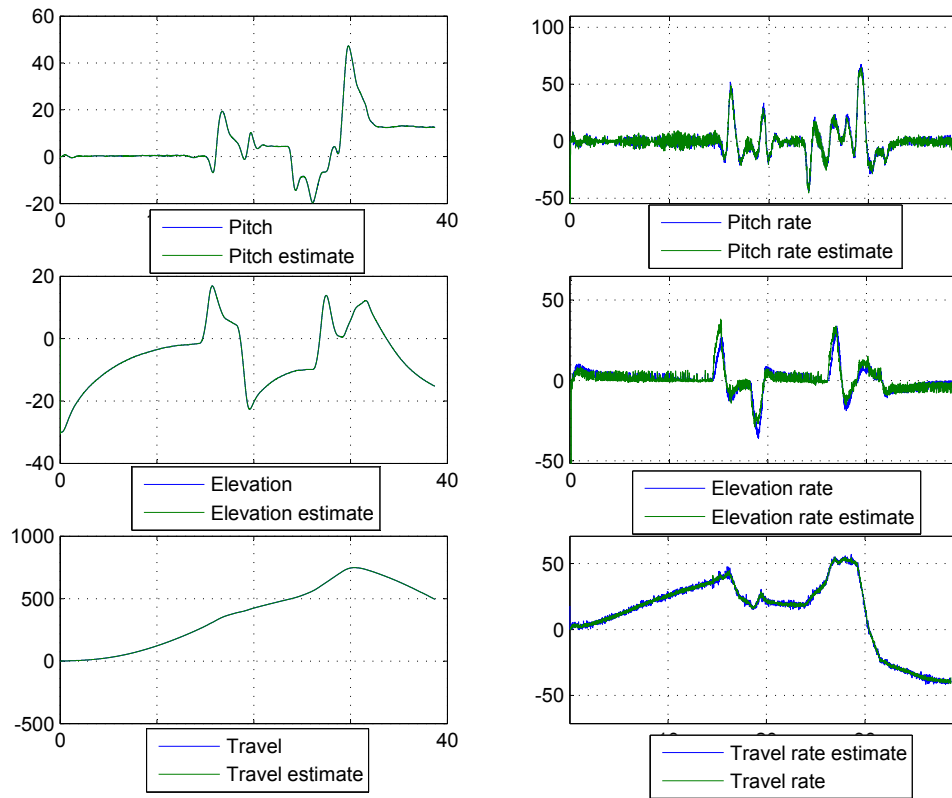 60
40
20
0
-20
0
40
Pitch
Pitch estimate
100
50
0
-50
0
Pitch rate
Pitch rate estimate
20
0
-20
-40
0
40
Elevation
Elevation estimate
50
0
-50
0
Elevation rate
Elevation rate estimate
1000
500
0
-500
0
40
Travel
Travel estimate
50
0
-50
Travel rate estimate
Travel rate